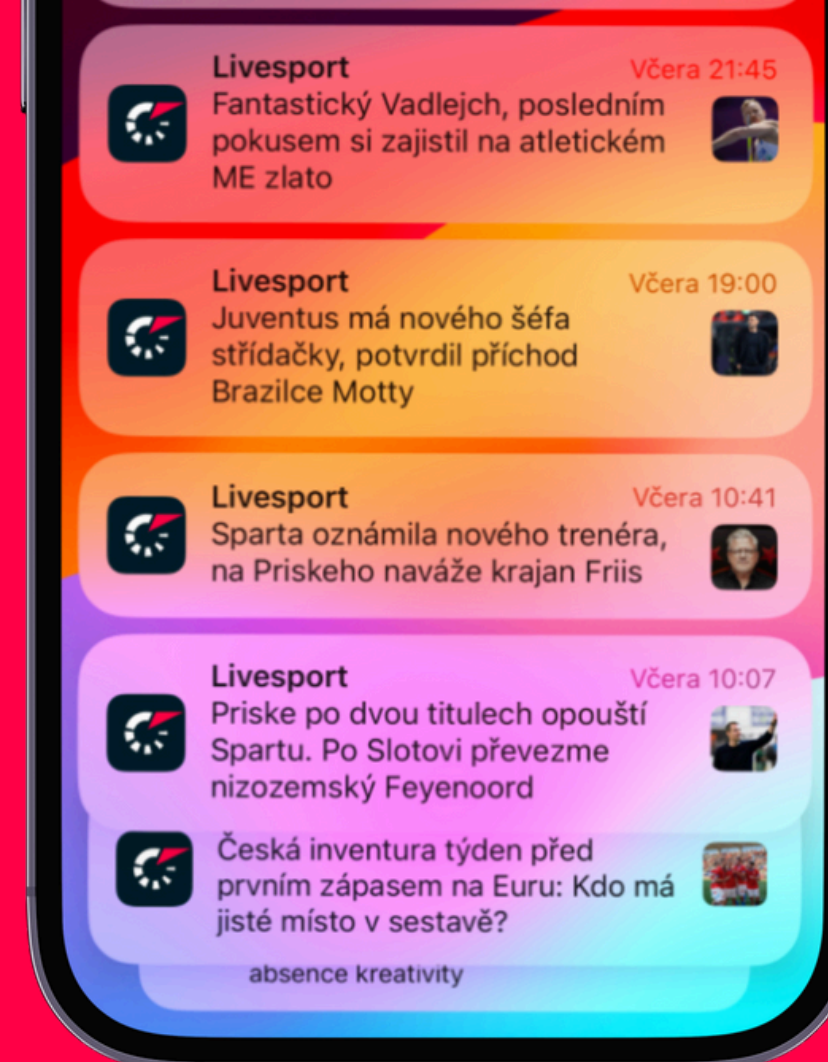 Livesport
Včera 21:45
Fantastický Vadlejch, posledním
pokusem si zajistil na atletickém
ME zlato
Livesport
Včera 19:00
Juventus má nového šéfa
střídačky, potvrdil příchod
Brazilce Motty
Livesport
Včera 10:41
Sparta oznámila nového trenéra,
na Priskeho naváže krajan Friis
Livesport
Včera 10:07
Priske po dvou titulech opouští
Spartu. Po Slotovi převezme
nizozemský Feyenoord
Česká inventura týden před
prvním zápasem na Euru: Kdo má
jisté místo v sestavě?
absence kreativity